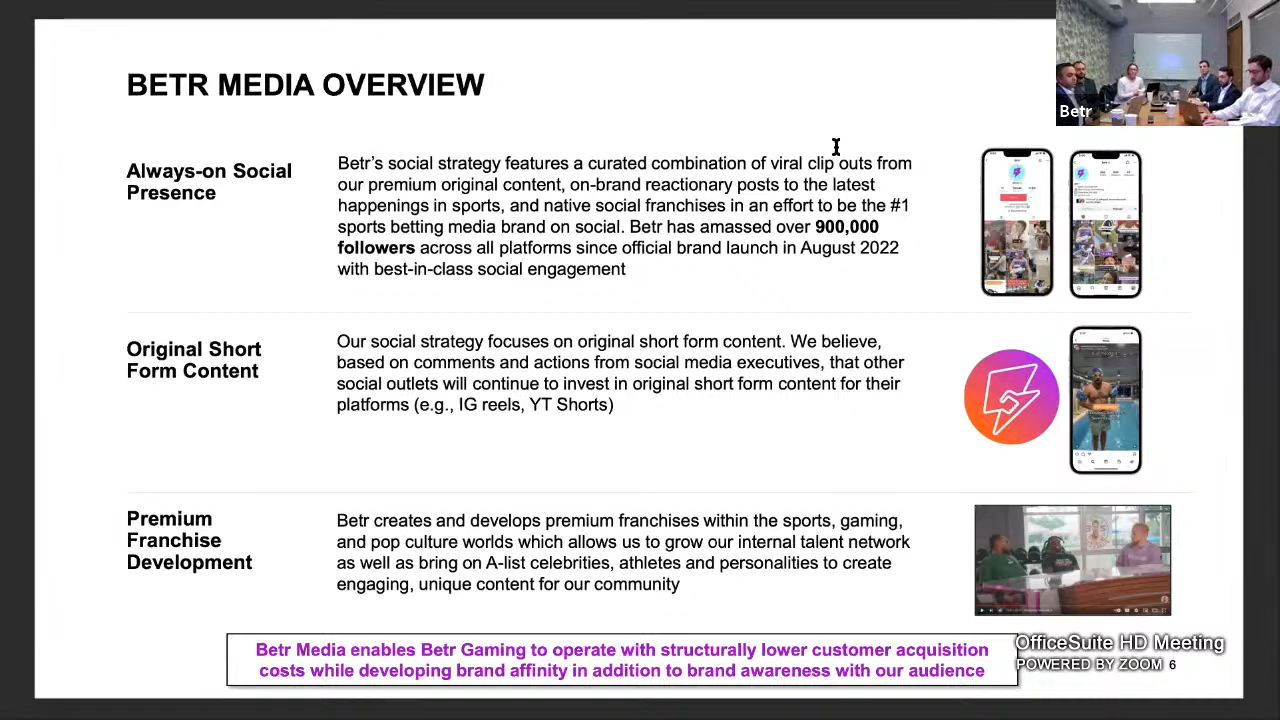 BETR MEDIA OVERVIEW
Betr
Always-on Social
Presence
Betr's social strategy features a curated combination of viral clip outs from
our premium original content, on-brand reactionary posts to the latest
happenings in sports, and native social franchises in an effort to be the #1
sports betting media brand on social. Betr has amassed over 900,000
followers across all platforms since official brand launch in August 2022
with best-in-class social engagement
Original Short
Form Content
Our social strategy focuses on original short form content. We believe,
based on comments and actions from social media executives, that other
social outlets will continue to invest in original short form content for their
platforms (e.g., IG reels, YT Shorts)
Premium
Franchise
Development
Betr creates and develops premium franchises within the sports, gaming,
and pop culture worlds which allows us to grow our internal talent network
as well as bring on A-list celebrities, athletes and personalities to create
engaging, unique content for our community
Betr Media enables Betr Gaming to operate with structurally lower customer acquisition
costs while developing brand affinity in addition to brand awareness with our audience
OfficeSuite HD Meeting
POWERED BY ZOOM 6